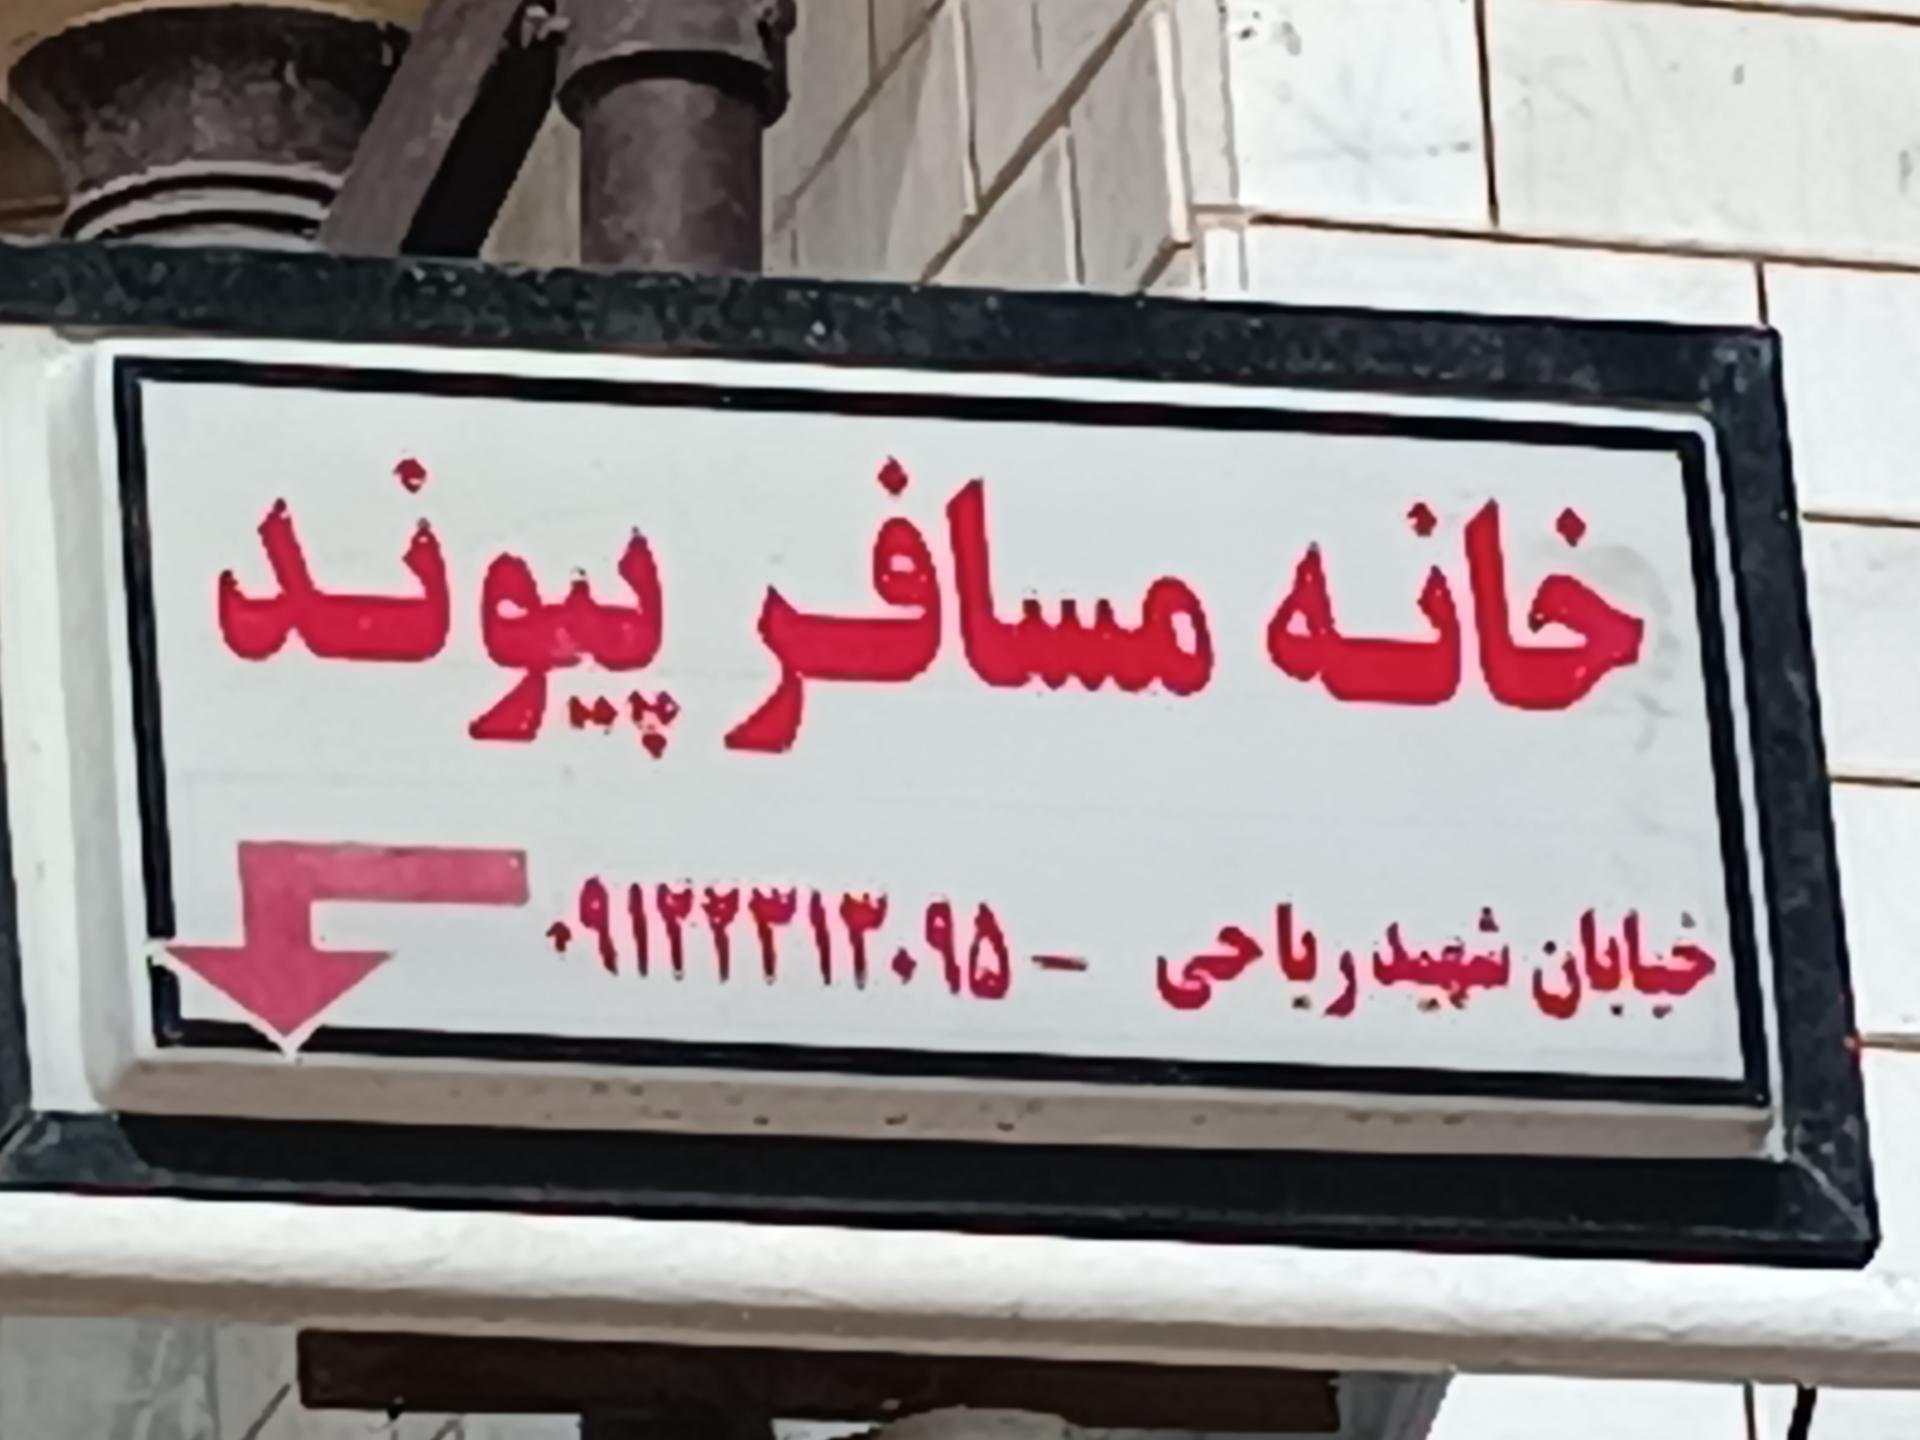 خانه مسافر پیوند
خیابان شهید ریاحی - ۰۹۱۲۲۳۱۳۰۹۵